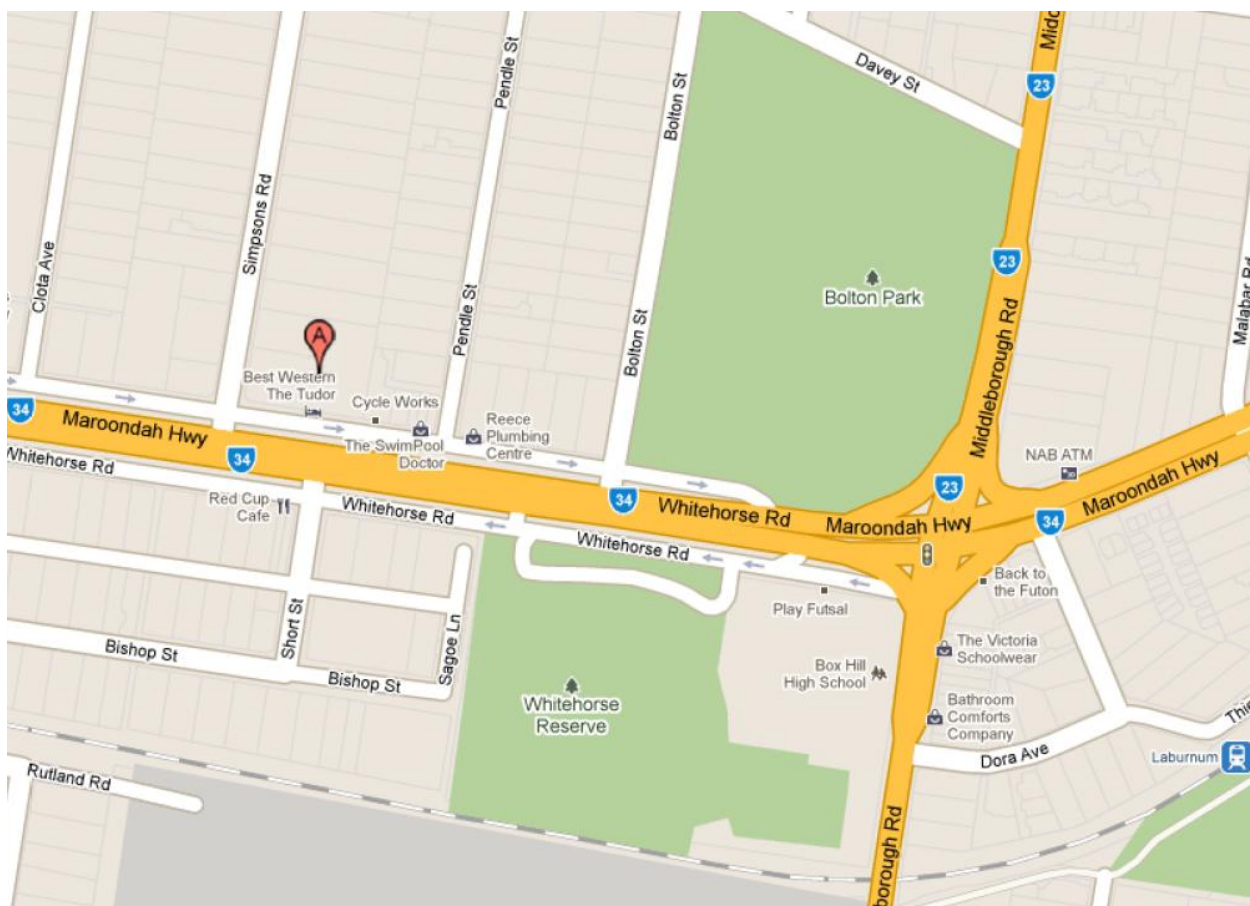 Davey St
Midd
23
Pendle St
Bolton St
Simpsons Rd
Clota Ave
23
Bolton Park
Malabar Rd
A
Pendle St
Bolton St
Middleborough Rd
Best Western
The Tudor
Cycle Works
34
Maroondah Hwy
The SwimPool
Doctor
Reece
Plumbing
Centre
NAB ATM
34
Whitehorse Rd
23
Maroondah Hwy
34
Whitehorse Rd
Maroondah Hwy
34
Red Cup
Cafe
Whitehorse Rd
Whitehorse Rd
Back to
the Futon
Play Futsal
Short St
Sagoe Ln
Bishop St
Bishop St
The Victoria
Schoolwear
Box Hill
High School
Whitehorse
Reserve
Bathroom
Comforts
Company
Thie
Dora Ave
Laburnum
Rutland Rd
borough Rd